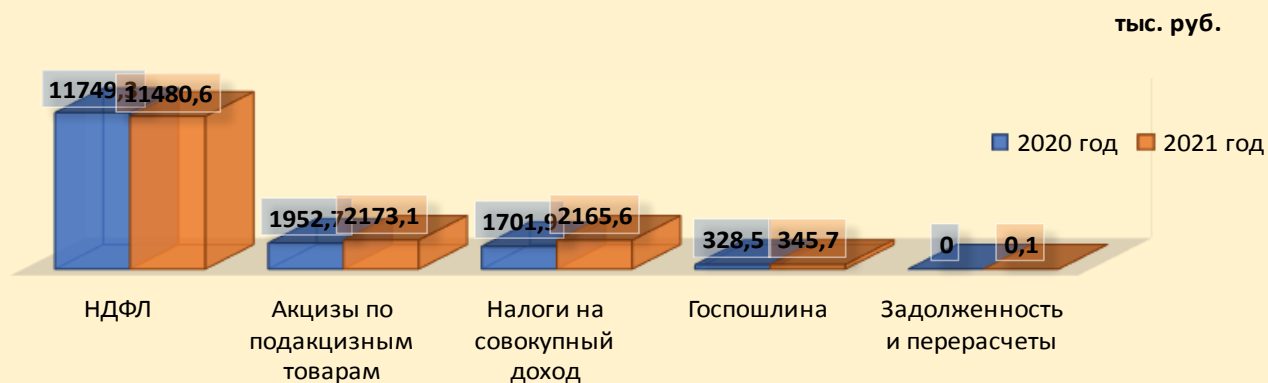 тыс. руб.
11749,3
11480,6
1952,7
2173,1
1701,9
2165,6
328,5
345,7
0
0,1
2020 год
2021 год
НДФЛ
Акцизы по
подакцизным
товарам
Налоги на
совокупный
доход
Госпошлина
Задолженность
и перерасчеты